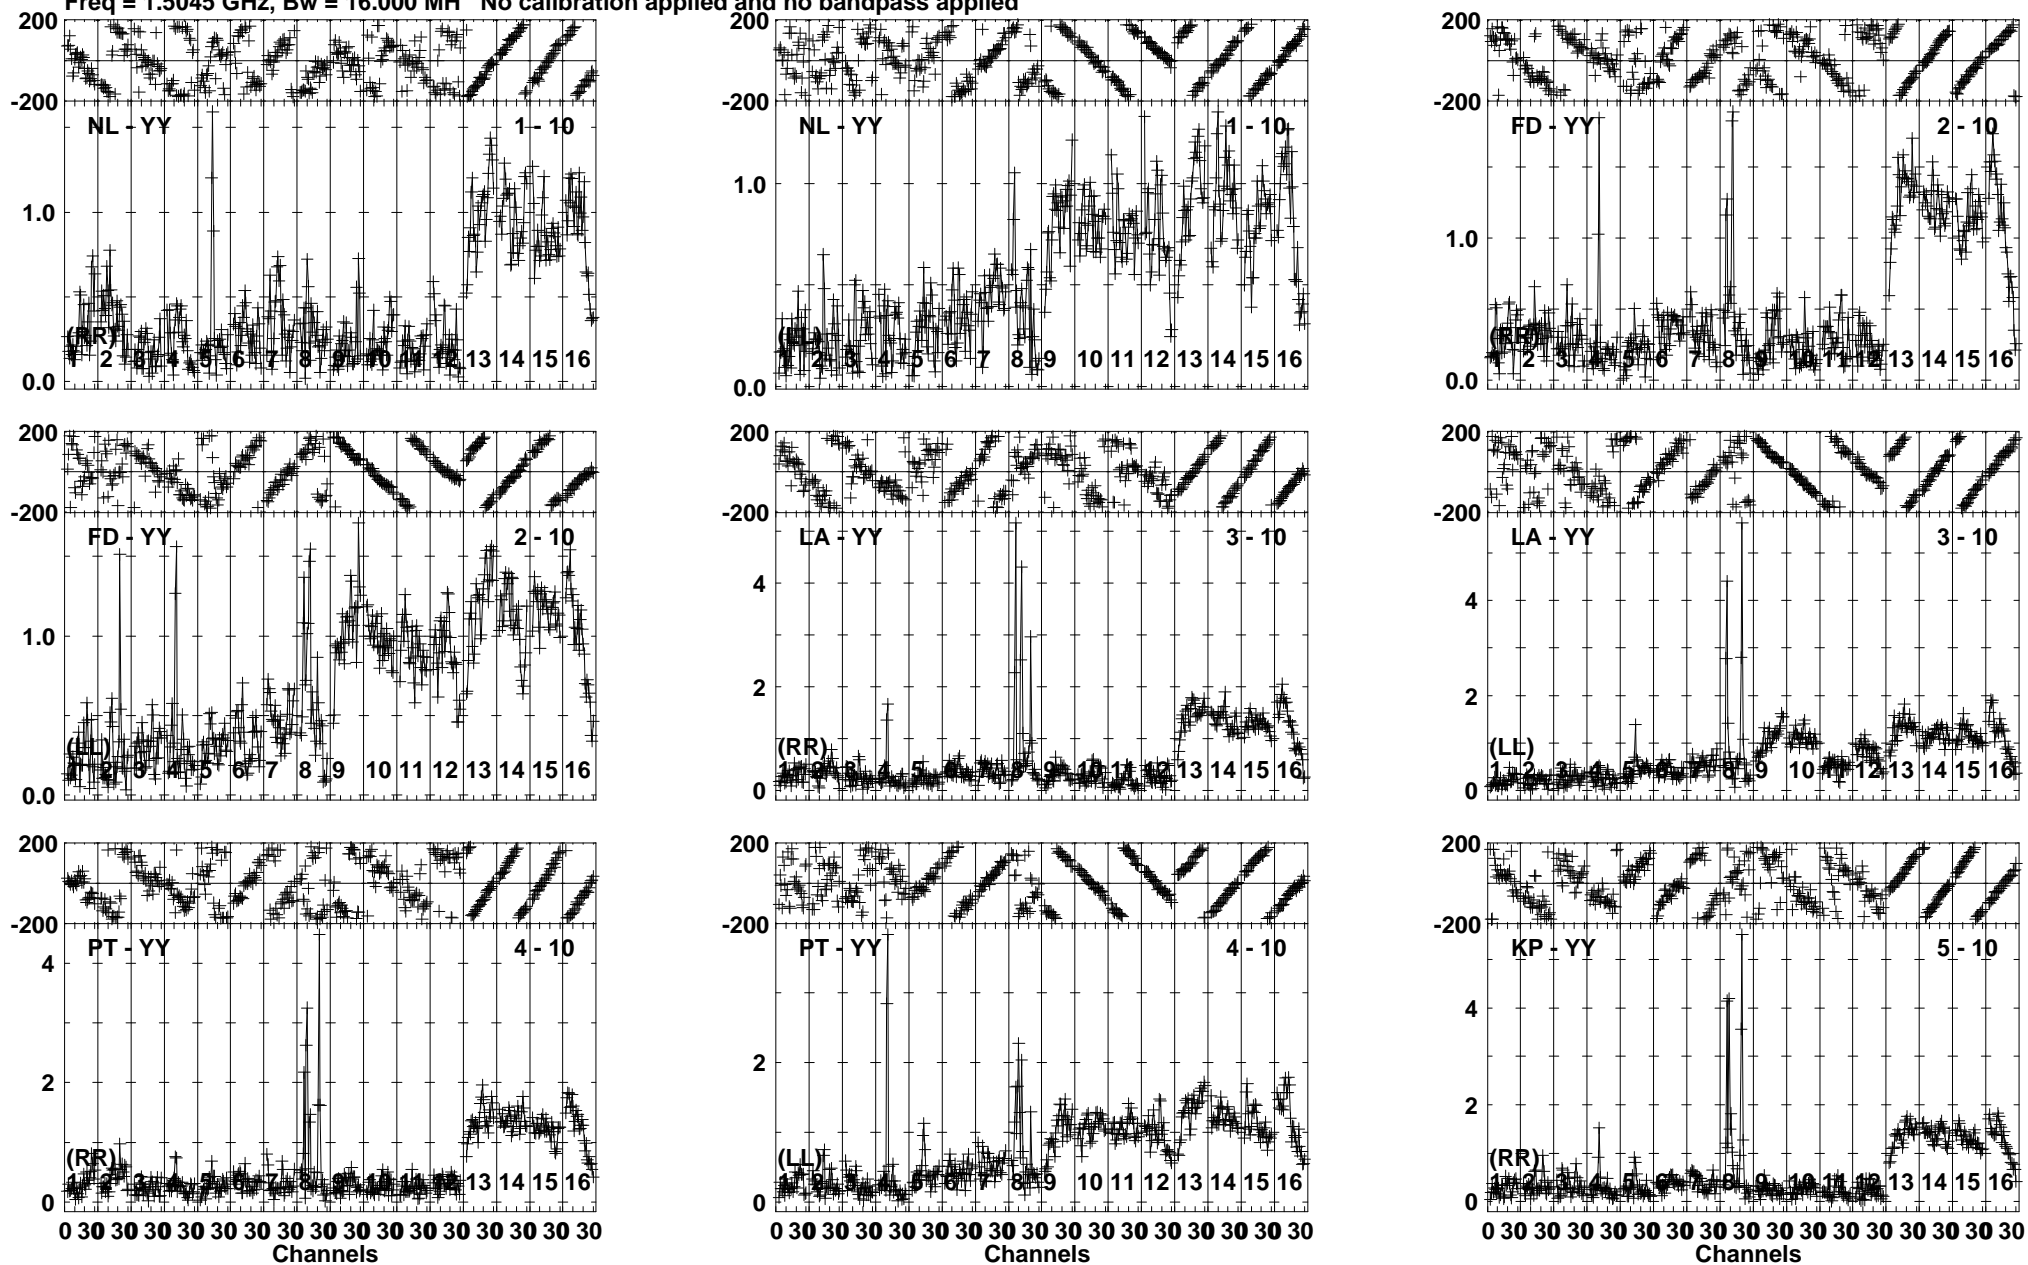 Freq = 1.5045 GHz, Bw = 16.000 MH No calibration applied and no bandpass applied
200
-200
NL - YY 1 - 10
1.0
(RR)
1 2 3 4 5 6 7 8 9 10 11 12 13 14 15 16
0.0
200
-200
NL - YY 1 - 10
1.0
(LL)
1 2 3 4 5 6 7 8 9 10 11 12 13 14 15 16
0.0
200
-200
FD - YY 2 - 10
1.0
(RR)
1 2 3 4 5 6 7 8 9 10 11 12 13 14 15 16
0.0
200
-200
FD - YY 2 - 10
1.0
(LL)
1 2 3 4 5 6 7 8 9 10 11 12 13 14 15 16
0.0
200
-200
LA - YY 3 - 10
4
2
(RR)
1 2 3 4 5 6 7 8 9 10 11 12 13 14 15 16
0
200
-200
LA - YY 3 - 10
4
2
(LL)
1 2 3 4 5 6 7 8 9 10 11 12 13 14 15 16
0
200
-200
PT - YY 4 - 10
4
2
(RR)
1 2 3 4 5 6 7 8 9 10 11 12 13 14 15 16
0
0 30 30 30 30 30 30 30 30 30 30 30 30 30 30 30 30
Channels
200
-200
PT - YY 4 - 10
2
(LL)
1 2 3 4 5 6 7 8 9 10 11 12 13 14 15 16
0
0 30 30 30 30 30 30 30 30 30 30 30 30 30 30 30 30
Channels
200
-200
KP - YY 5 - 10
4
2
(RR)
1 2 3 4 5 6 7 8 9 10 11 12 13 14 15 16
0
0 30 30 30 30 30 30 30 30 30 30 30 30 30 30 30 30
Channels